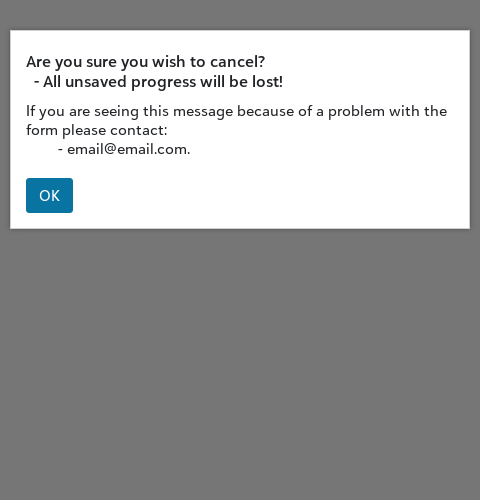 Are you sure you wish to cancel?
- All unsaved progress will be lost!
If you are seeing this message because of a problem with the
form please contact:
- email@email.com.
OK